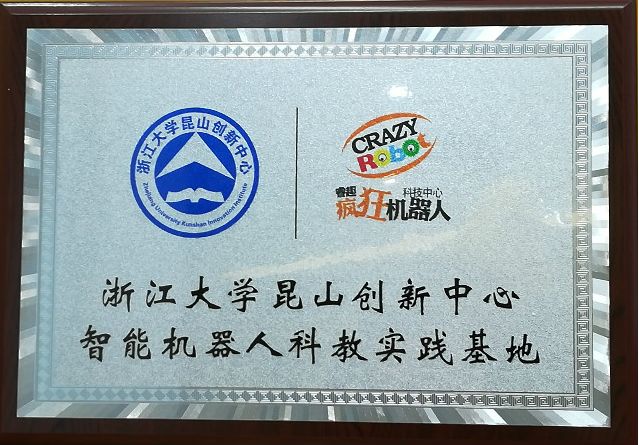 浙江大学昆山创新中心
Zhejiang University Kunshan Innovation Institute
CRAZY
Robot
睿趣
科技中心
疯狂机器人
浙江大学昆山创新中心
智能机器人科教实践基地